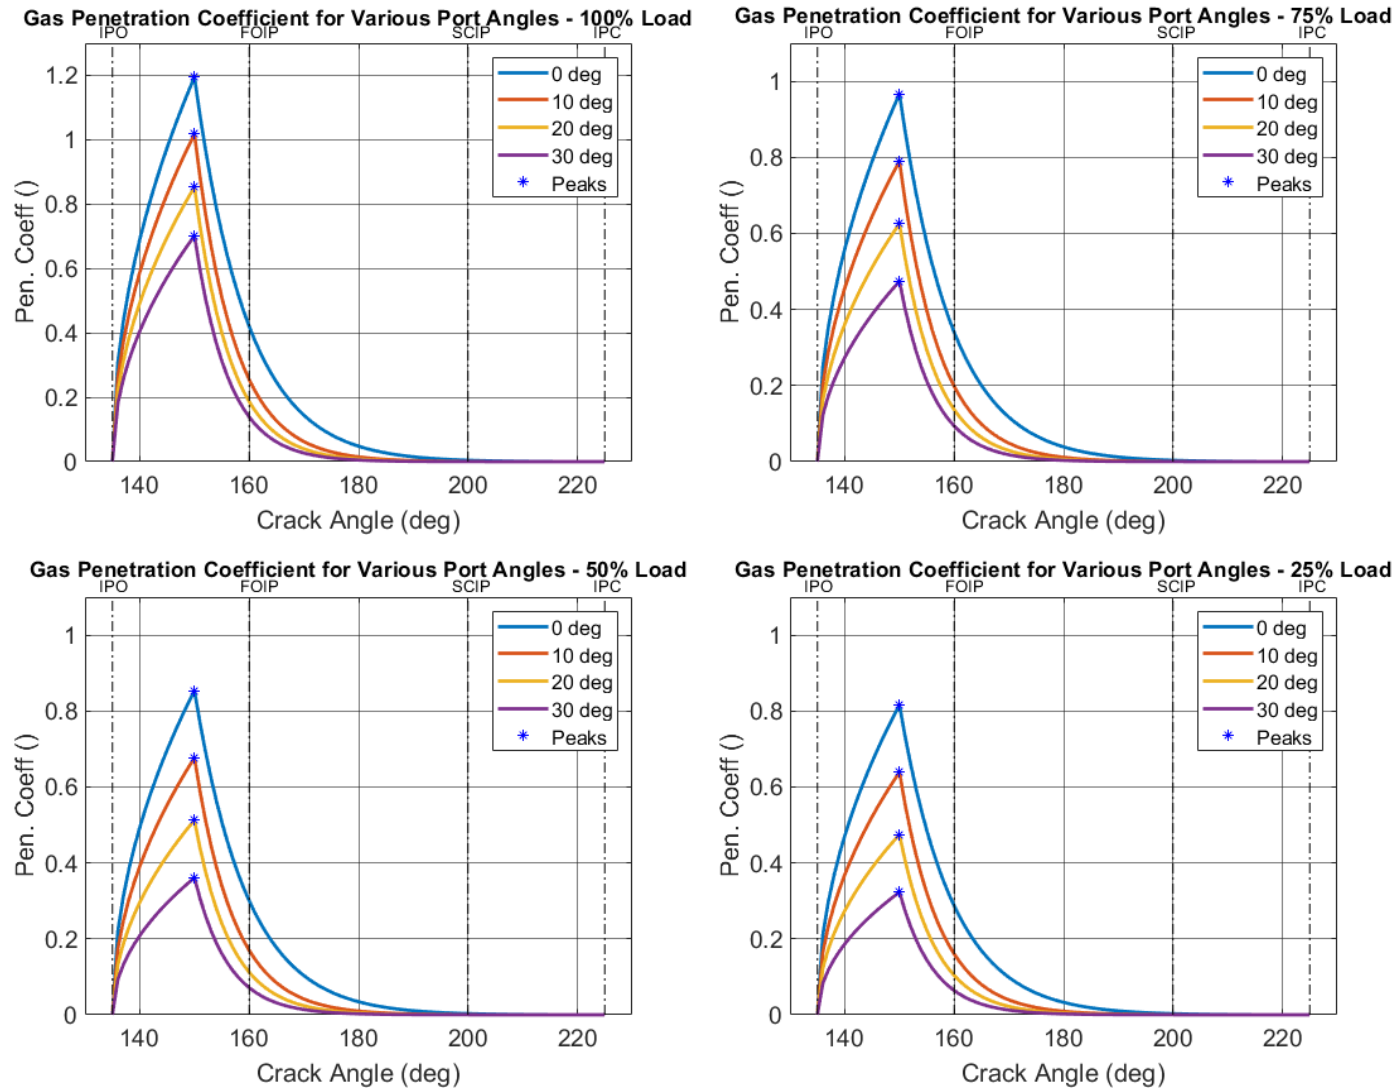 Gas Penetration Coefficient for Various Port Angles - 100% Load
IPO FOIP SCIP IPC
1.2
1
0.8
0.6
0.4
0.2
0
Pen. Coeff ()
0 deg
10 deg
20 deg
30 deg
Peaks
140 160 180 200 220
Crack Angle (deg)
Gas Penetration Coefficient for Various Port Angles - 75% Load
IPO FOIP SCIP IPC
1
0.8
0.6
0.4
0.2
0
Pen. Coeff ()
0 deg
10 deg
20 deg
30 deg
Peaks
140 160 180 200 220
Crack Angle (deg)
Gas Penetration Coefficient for Various Port Angles - 50% Load
IPO FOIP SCIP IPC
1
0.8
0.6
0.4
0.2
0
Pen. Coeff ()
0 deg
10 deg
20 deg
30 deg
Peaks
140 160 180 200 220
Crack Angle (deg)
Gas Penetration Coefficient for Various Port Angles - 25% Load
IPO FOIP SCIP IPC
1
0.8
0.6
0.4
0.2
0
Pen. Coeff ()
0 deg
10 deg
20 deg
30 deg
Peaks
140 160 180 200 220
Crack Angle (deg)